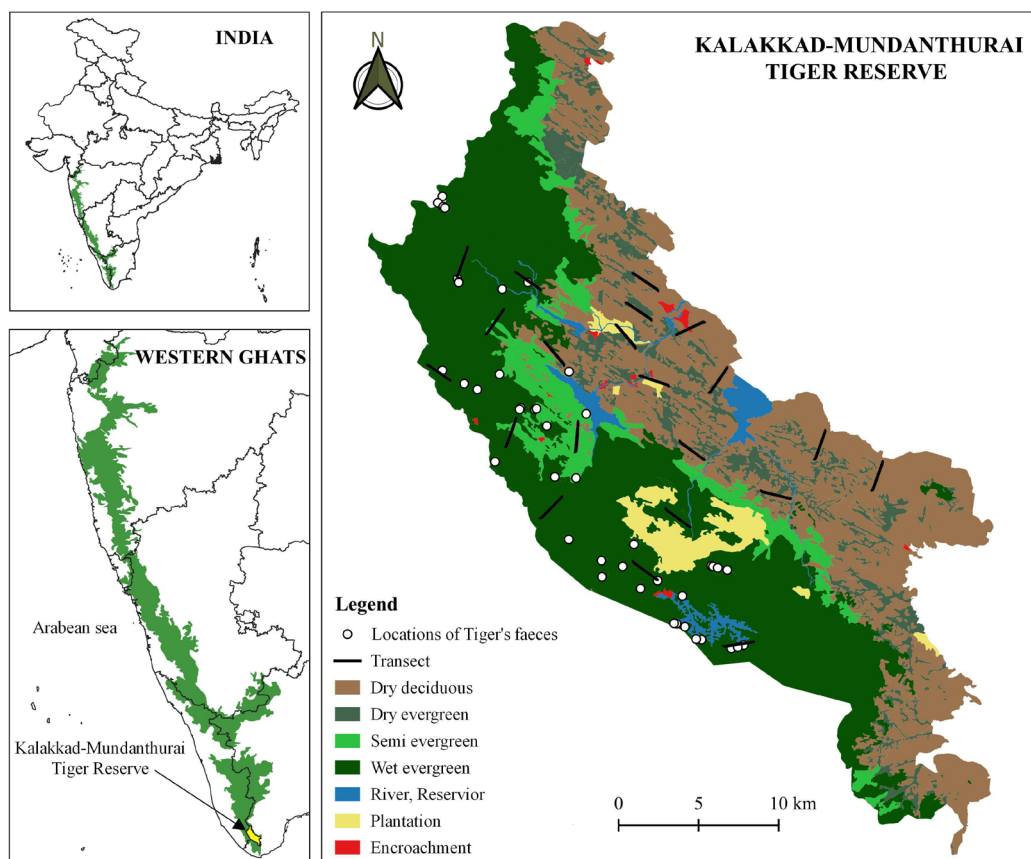 INDIA
WESTERN GHATS
Arabean sea
Kalakkad-Mundanthurai
Tiger Reserve
N
KALAKKAD-MUNDANTHURAI
TIGER RESERVE
Legend
Locations of Tiger's faeces
Transect
Dry deciduous
Dry evergreen
Semi evergreen
Wet evergreen
River, Reservior
Plantation
Encroachment
0 5 10 km